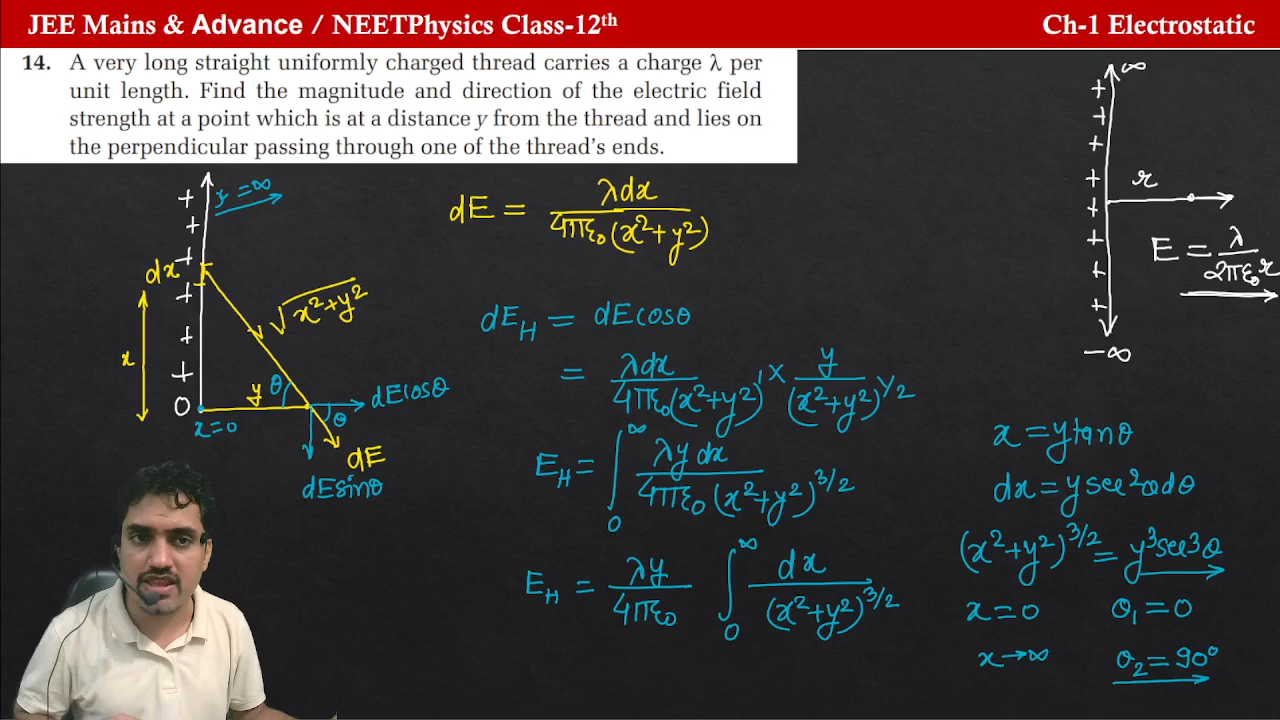 JEE Mains & Advance / NEETPhysics Class-12th
Ch-1 Electrostatic
14. A very long straight uniformly charged thread carries a charge λ per
unit length. Find the magnitude and direction of the electric field
strength at a point which is at a distance y from the thread and lies on
the perpendicular passing through one of the thread's ends.
y = ∞
+
+
+
dx +
+
√x²+y²
x
+
+
0 y θ dE cosθ
x=0 θ
dE
dE sinθ
dE = λdx / 4πε₀(x²+y²)
dE_H = dE cosθ
= λdx / 4πε₀(x²+y²)¹ × y / (x²+y²)^1/2
E_H = ∫₀^∞ λy dx / 4πε₀(x²+y²)^3/2
E_H = λy / 4πε₀ ∫₀^∞ dx / (x²+y²)^3/2
∞
+
+
+
+ r
+
+ E = λ / 2πε₀r
+
+
-∞
x = y tanθ
dx = y sec²θdθ
(x²+y²)^3/2 = y³sec³θ
x=0 θ₁=0
x→∞ θ₂=90°